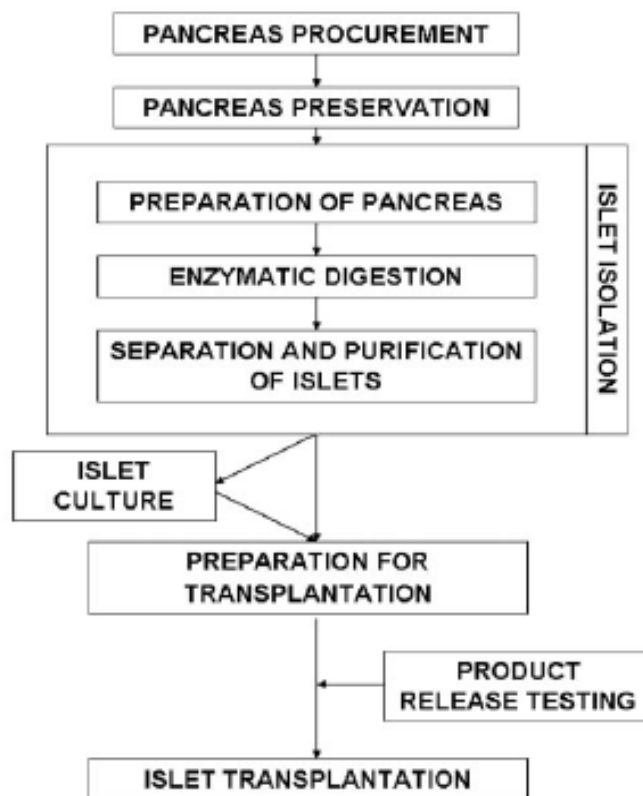 PANCREAS PROCUREMENT
PANCREAS PRESERVATION
PREPARATION OF PANCREAS
ENZYMATIC DIGESTION
SEPARATION AND PURIFICATION
OF ISLETS
ISLET ISOLATION
ISLET
CULTURE
PREPARATION FOR
TRANSPLANTATION
PRODUCT
RELEASE TESTING
ISLET TRANSPLANTATION